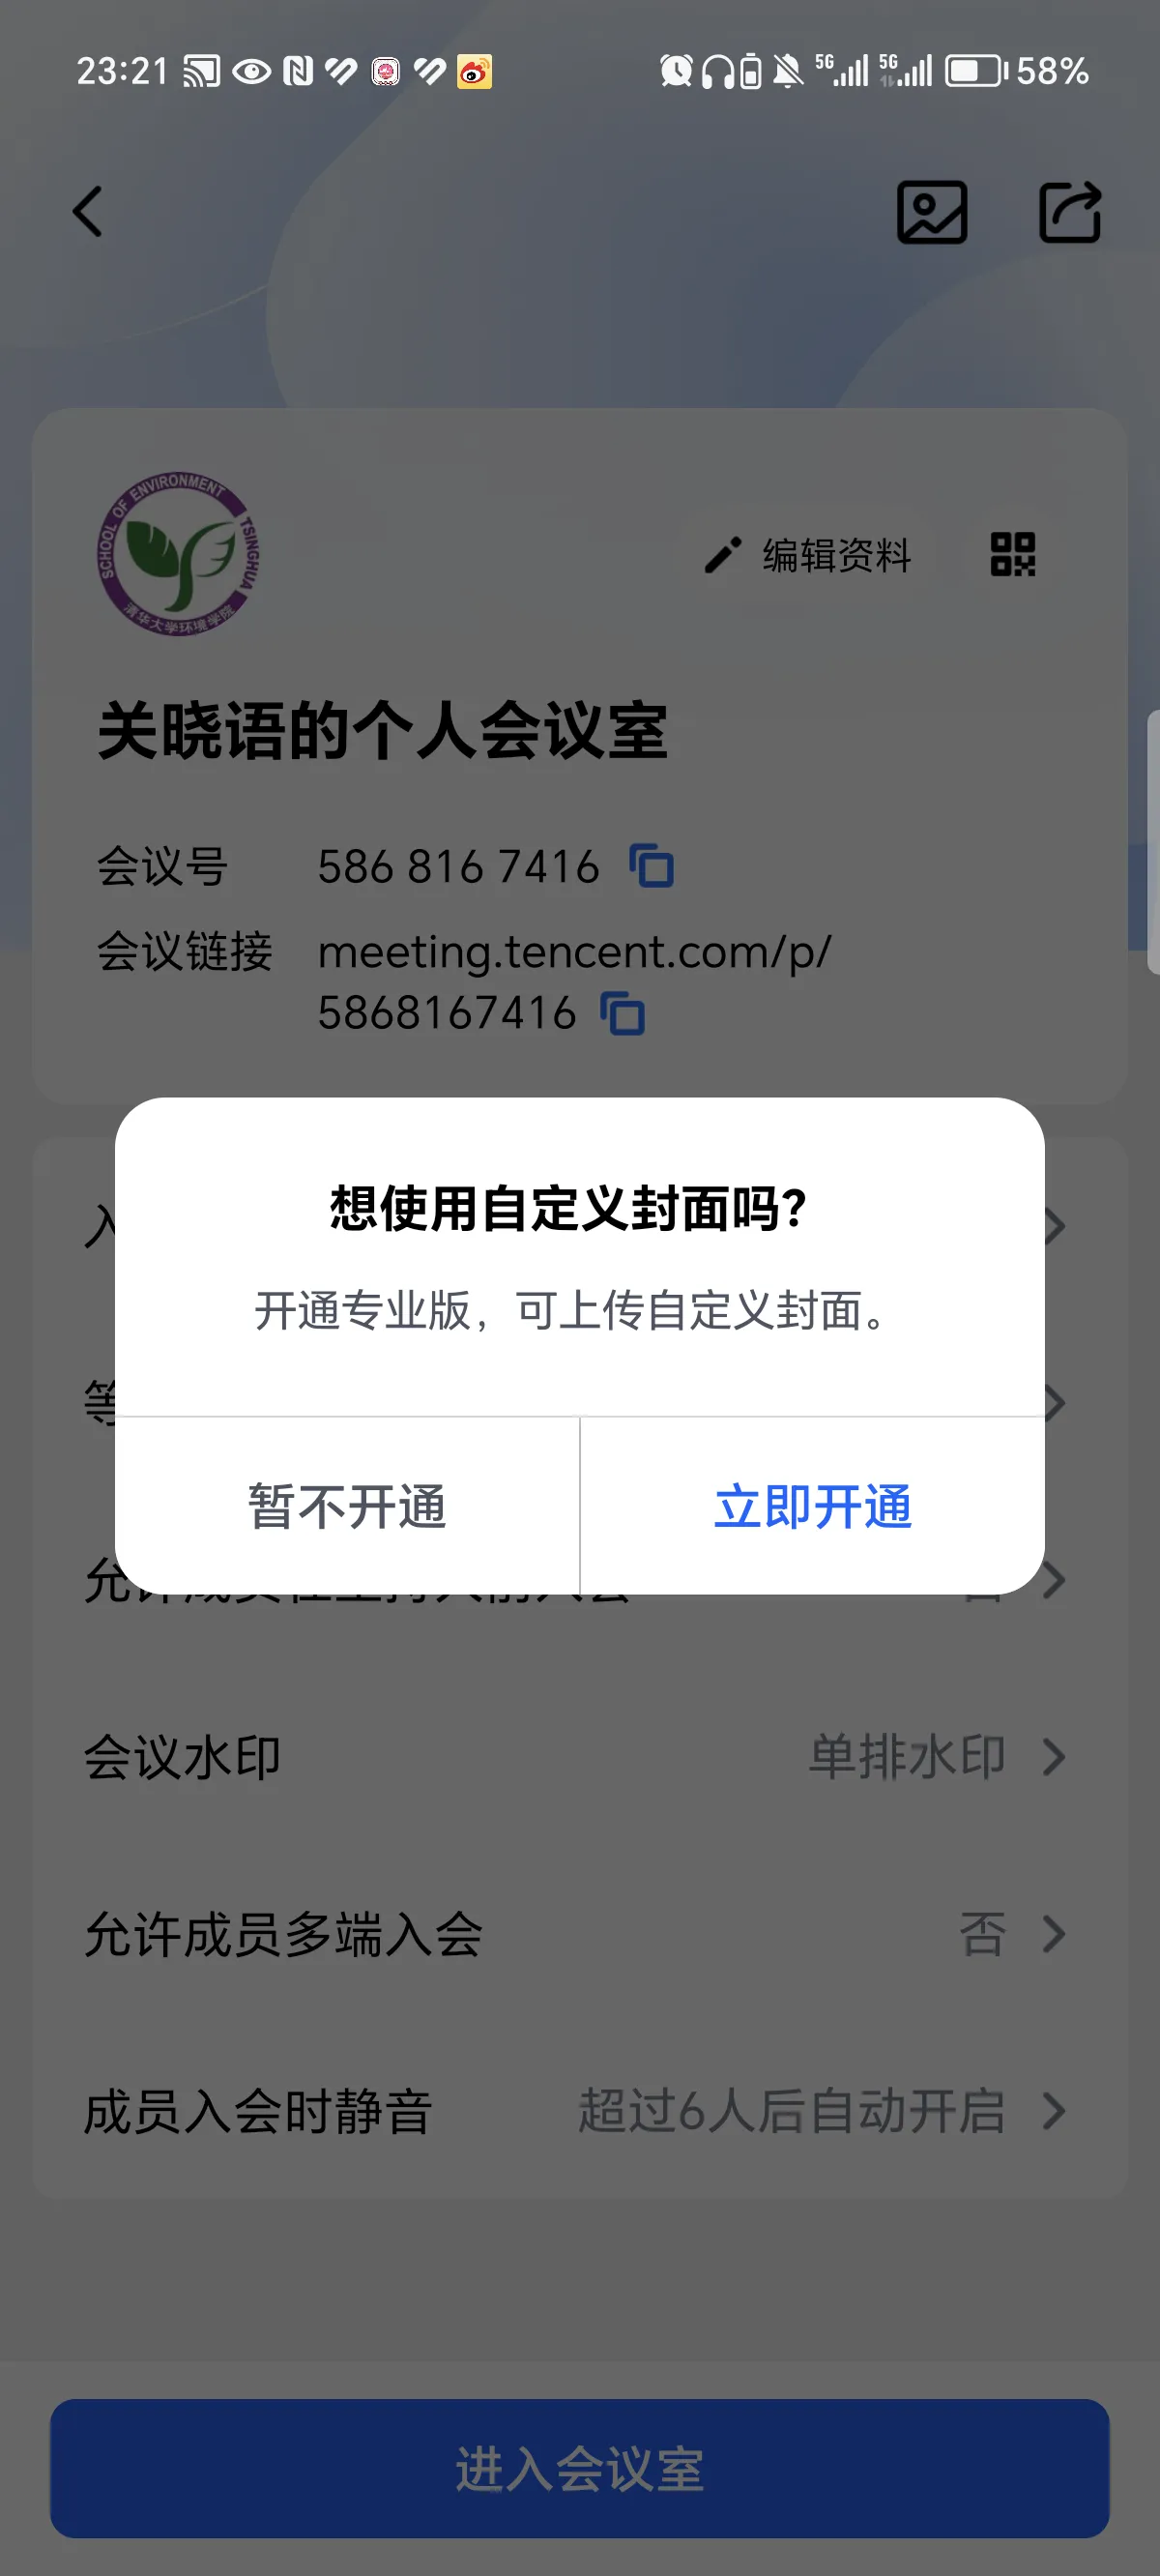 23:21
5G
5G
58%
SCHOOL OF ENVIRONMENT TSINGHUA
清华大学环境学院
编辑资料
关晓语的个人会议室
会议号 586 816 7416
会议链接 meeting.tencent.com/p/
5868167416
想使用自定义封面吗?
开通专业版,可上传自定义封面。
暂不开通 立即开通
会议水印 单排水印
允许成员多端入会 否
成员入会时静音 超过6人后自动开启
进入会议室